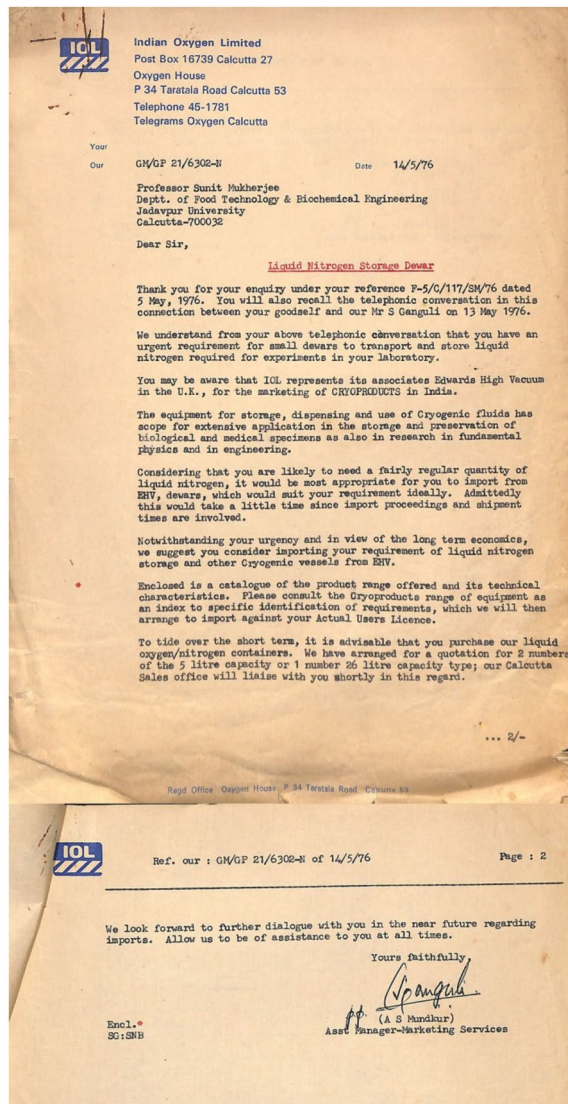 IOL
Indian Oxygen Limited
Post Box 16739 Calcutta 27
Oxygen House
P 34 Taratala Road Calcutta 53
Telephone 45-1781
Telegrams Oxygen Calcutta
Your
Our GM/GP 21/6302-N Date 14/5/76
Professor Sunit Mukherjee
Deptt. of Food Technology & Biochemical Engineering
Jadavpur University
Calcutta-700032
Dear Sir,
Liquid Nitrogen Storage Dewar
Thank you for your enquiry under your reference F-5/C/117/SM/76 dated
5 May, 1976. You will also recall the telephonic conversation in this
connection between your goodself and our Mr S Ganguli on 13 May 1976.
We understand from your above telephonic conversation that you have an
urgent requirement for small dewars to transport and store liquid
nitrogen required for experiments in your laboratory.
You may be aware that IOL represents its associates Edwards High Vacuum
in the U.K., for the marketing of CRYOPRODUCTS in India.
The equipment for storage, dispensing and use of Cryogenic fluids has
scope for extensive application in the storage and preservation of
biological and medical specimens as also in research in fundamental
physics and in engineering.
Considering that you are likely to need a fairly regular quantity of
liquid nitrogen, it would be most appropriate for you to import from
EHV, dewars, which would suit your requirement ideally. Admittedly
this would take a little time since import proceedings and shipment
times are involved.
Notwithstanding your urgency and in view of the long term economics,
we suggest you consider importing your requirement of liquid nitrogen
storage and other Cryogenic vessels from EHV.
Enclosed is a catalogue of the product range offered and its technical
characteristics. Please consult the Cryoproducts range of equipment as
an index to specific identification of requirements, which we will then
arrange to import against your Actual Users Licence.
To tide over the short term, it is advisable that you purchase our liquid
oxygen/nitrogen containers. We have arranged for a quotation for 2 numbers
of the 5 litre capacity or 1 number 26 litre capacity type; our Calcutta
Sales office will liaise with you shortly in this regard.
... 2/-
Regd Office Oxygen House P 34 Taratala Road Calcutta 53
IOL
Ref. our : GM/GP 21/6302-N of 14/5/76 Page : 2
We look forward to further dialogue with you in the near future regarding
imports. Allow us to be of assistance to you at all times.
Yours faithfully,
SGanguli
pp (A S Mundkur)
Asst Manager-Marketing Services
Encl.*
SG:SNB